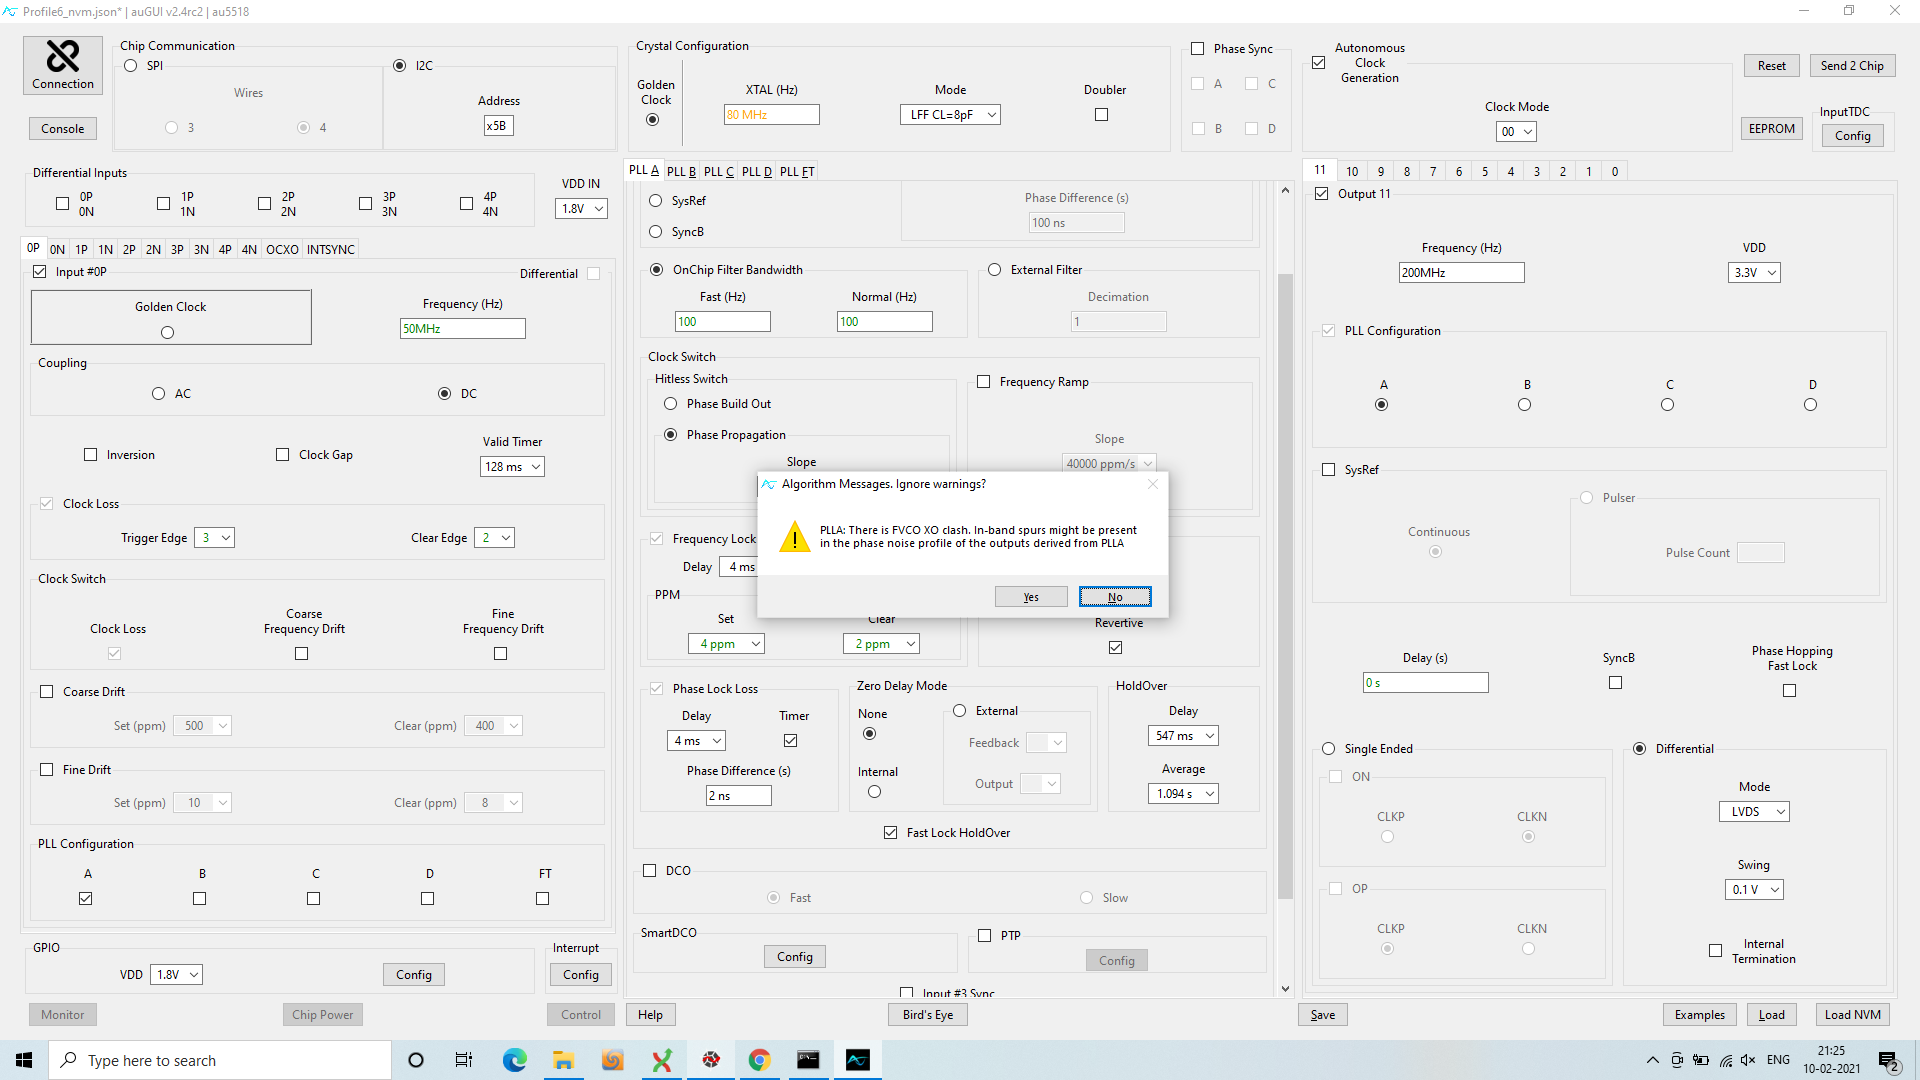 Profile6_nvm.json* | auGUI v2.4rc2 | au5518
Connection
Console
Chip Communication
SPI
Wires
3
4
I2C
Address
x5B
Crystal Configuration
Golden
Clock
XTAL (Hz)
80 MHz
Mode
LFF CL=8pF
Doubler
Phase Sync
A
C
B
D
Autonomous
Clock
Generation
Clock Mode
00
Reset
Send 2 Chip
EEPROM
InputTDC
Config
Differential Inputs
0P
0N
1P
1N
2P
2N
3P
3N
4P
4N
VDD IN
1.8V
0P 0N 1P 1N 2P 2N 3P 3N 4P 4N OCXO INTSYNC
Input #0P
Differential
Golden Clock
Frequency (Hz)
50MHz
Coupling
AC
DC
Inversion
Clock Gap
Valid Timer
128 ms
Clock Loss
Trigger Edge 3
Clear Edge 2
Clock Switch
Clock Loss
Coarse
Frequency Drift
Fine
Frequency Drift
Coarse Drift
Set (ppm) 500
Clear (ppm) 400
Fine Drift
Set (ppm) 10
Clear (ppm) 8
PLL Configuration
A
B
C
D
FT
GPIO
VDD 1.8V
Config
Interrupt
Config
Monitor
Chip Power
Control
PLL A PLL B PLL C PLL D PLL FT
SysRef
SyncB
Phase Difference (s)
100 ns
OnChip Filter Bandwidth
Fast (Hz)
100
Normal (Hz)
100
External Filter
Decimation
1
Clock Switch
Hitless Switch
Phase Build Out
Phase Propagation
Slope
Frequency Ramp
Slope
40000 ppm/s
Algorithm Messages. Ignore warnings?
PLLA: There is FVCO XO clash. In-band spurs might be present
in the phase noise profile of the outputs derived from PLLA
Yes
No
Frequency Lock
Delay 4 ms
PPM
Set
4 ppm
Clear
2 ppm
Revertive
Phase Lock Loss
Delay
4 ms
Timer
Phase Difference (s)
2 ns
Zero Delay Mode
None
Internal
External
Feedback
Output
HoldOver
Delay
547 ms
Average
1.094 s
Fast Lock HoldOver
DCO
Fast
Slow
SmartDCO
Config
PTP
Config
Input #3 Sync
Help
Bird's Eye
11 10 9 8 7 6 5 4 3 2 1 0
Output 11
Frequency (Hz)
200MHz
VDD
3.3V
PLL Configuration
A
B
C
D
SysRef
Continuous
Pulser
Pulse Count
Delay (s)
0 s
SyncB
Phase Hopping
Fast Lock
Single Ended
ON
CLKP
CLKN
OP
CLKP
CLKN
Differential
Mode
LVDS
Swing
0.1 V
Internal
Termination
Save
Examples
Load
Load NVM
Type here to search
ENG
21:25
10-02-2021
2